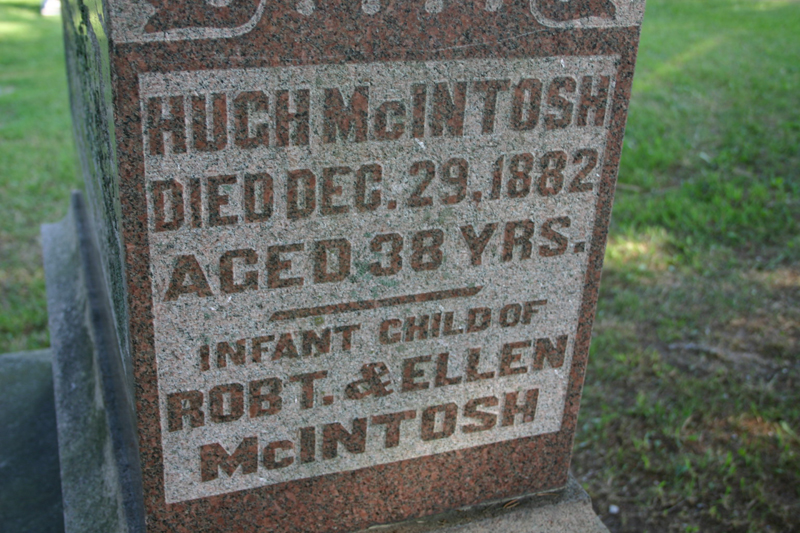 HUGH McINTOSH
DIED DEC. 29, 1882
AGED 38 YRS.
INFANT CHILD OF
ROBT. & ELLEN
McINTOSH